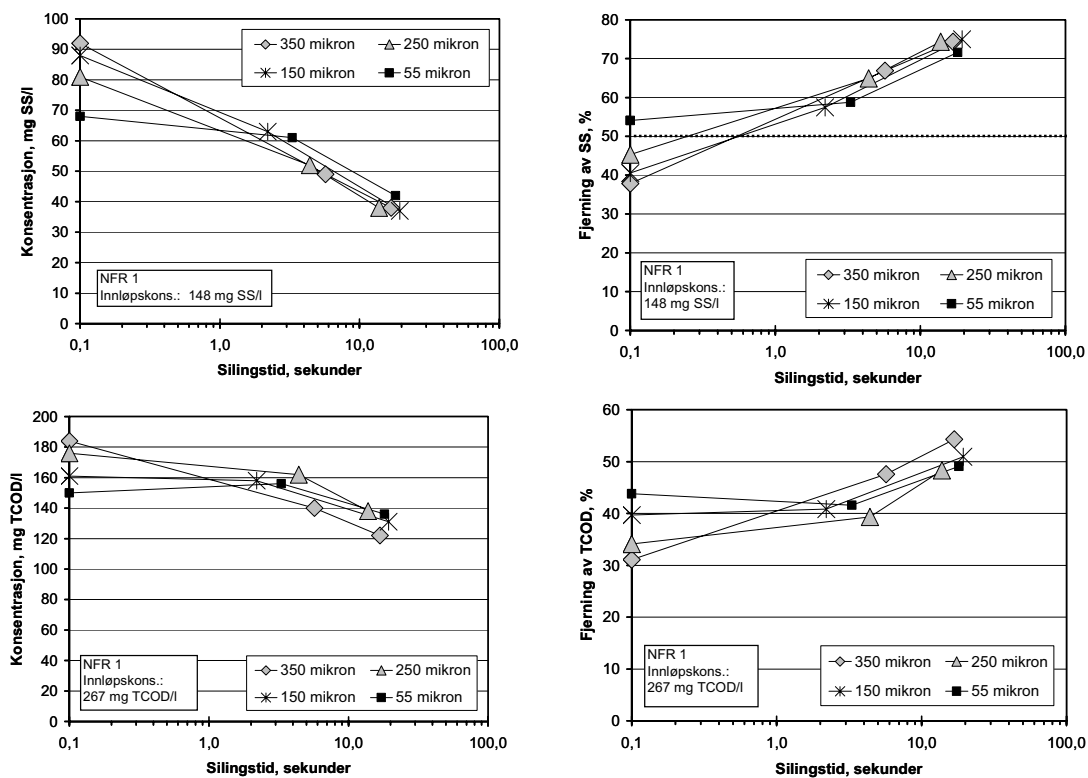 100
90
80
70
60
50
40
30
20
10
0
Konsentrasjon, mg SS/l
350 mikron 250 mikron
150 mikron 55 mikron
NFR 1
Innløpskons.: 148 mg SS/l
0,1 1,0 10,0 100,0
Silingstid, sekunder
80
70
60
50
40
30
20
10
0
Fjerning av SS, %
NFR 1
Innløpskons.:
148 mg SS/l
350 mikron 250 mikron
150 mikron 55 mikron
0,1 1,0 10,0 100,0
Silingstid, sekunder
200
180
160
140
120
100
80
60
40
20
0
Konsentrasjon, mg TCOD/l
NFR 1
Innløpskons.:
267 mg TCOD/l
350 mikron 250 mikron
150 mikron 55 mikron
0,1 1,0 10,0 100,0
Silingstid, sekunder
60
50
40
30
20
10
0
Fjerning av TCOD, %
NFR 1
Innløpskons.:
267 mg TCOD/l
350 mikron 250 mikron
150 mikron 55 mikron
0,1 1,0 10,0 100,0
Silingstid, sekunder